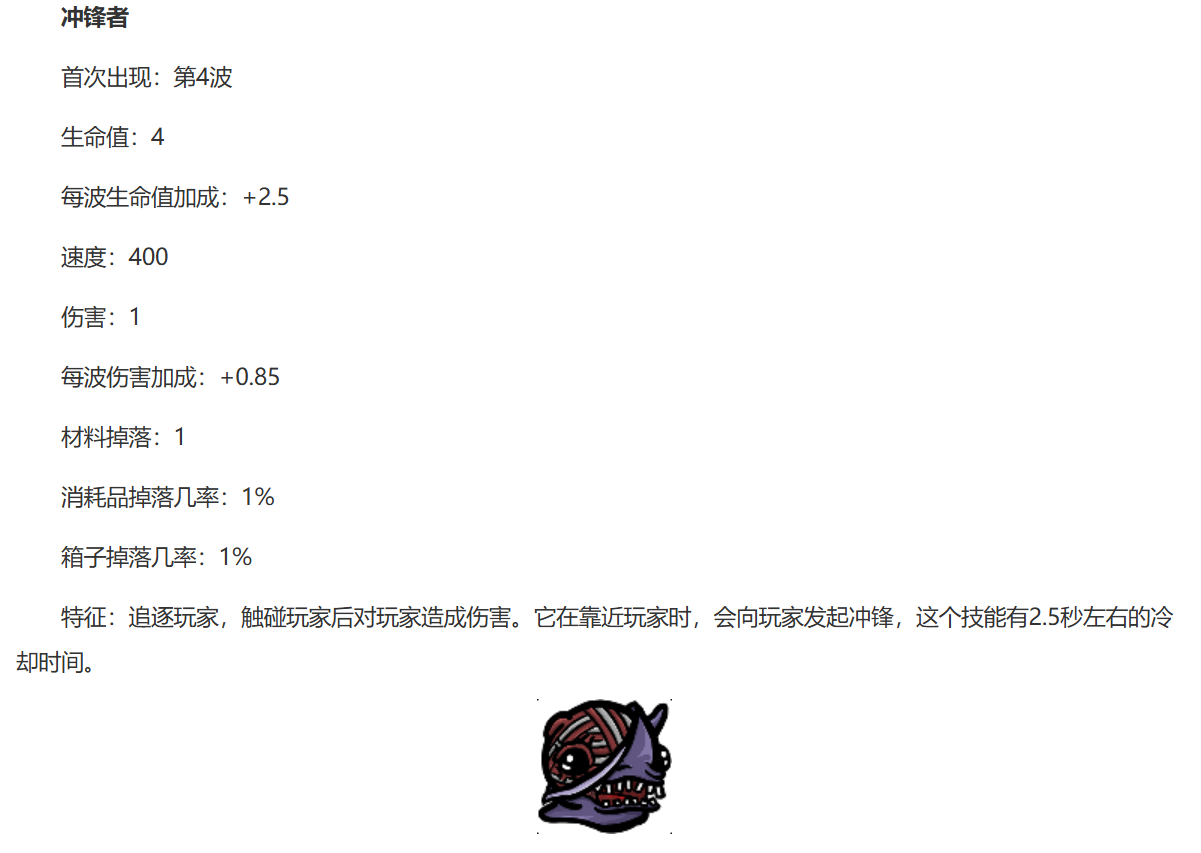 冲锋者
首次出现：第4波
生命值：4
每波生命值加成：+2.5
速度：400
伤害：1
每波伤害加成：+0.85
材料掉落：1
消耗品掉落几率：1%
箱子掉落几率：1%
特征：追逐玩家，触碰玩家后对玩家造成伤害。它在靠近玩家时，会向玩家发起冲锋，这个技能有2.5秒左右的冷
却时间。